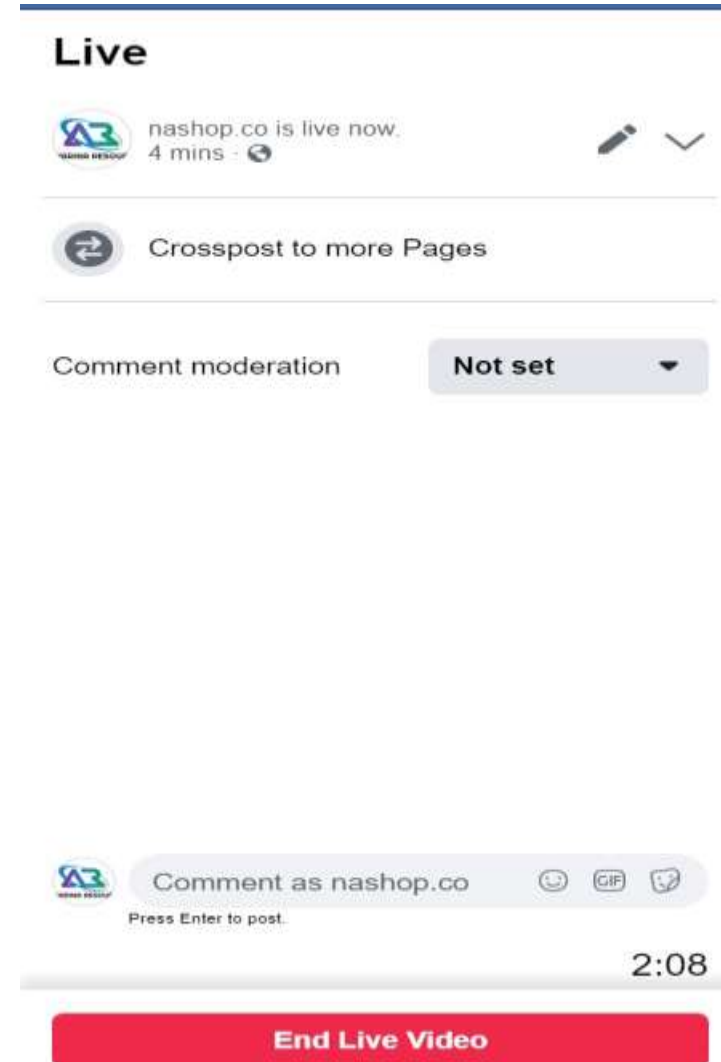 Live
nashop.co is live now.
4 mins ·
Crosspost to more Pages
Comment moderation
Not set
Comment as nashop.co
GIF
Press Enter to post.
2:08
End Live Video